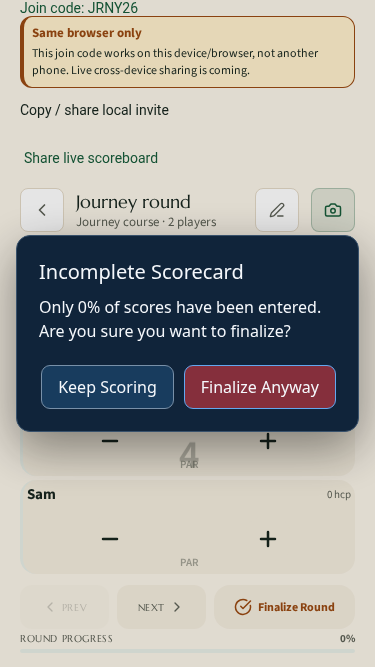 Join code: JRNY26
Same browser only
This join code works on this device/browser, not another
phone. Live cross-device sharing is coming.
Copy / share local invite
Share live scoreboard
Journey round
Journey course · 2 players
Incomplete Scorecard
Only 0% of scores have been entered.
Are you sure you want to finalize?
Keep Scoring
Finalize Anyway
4
PAR
Sam
0 hcp
PAR
PREV
NEXT
Finalize Round
ROUND PROGRESS
0%